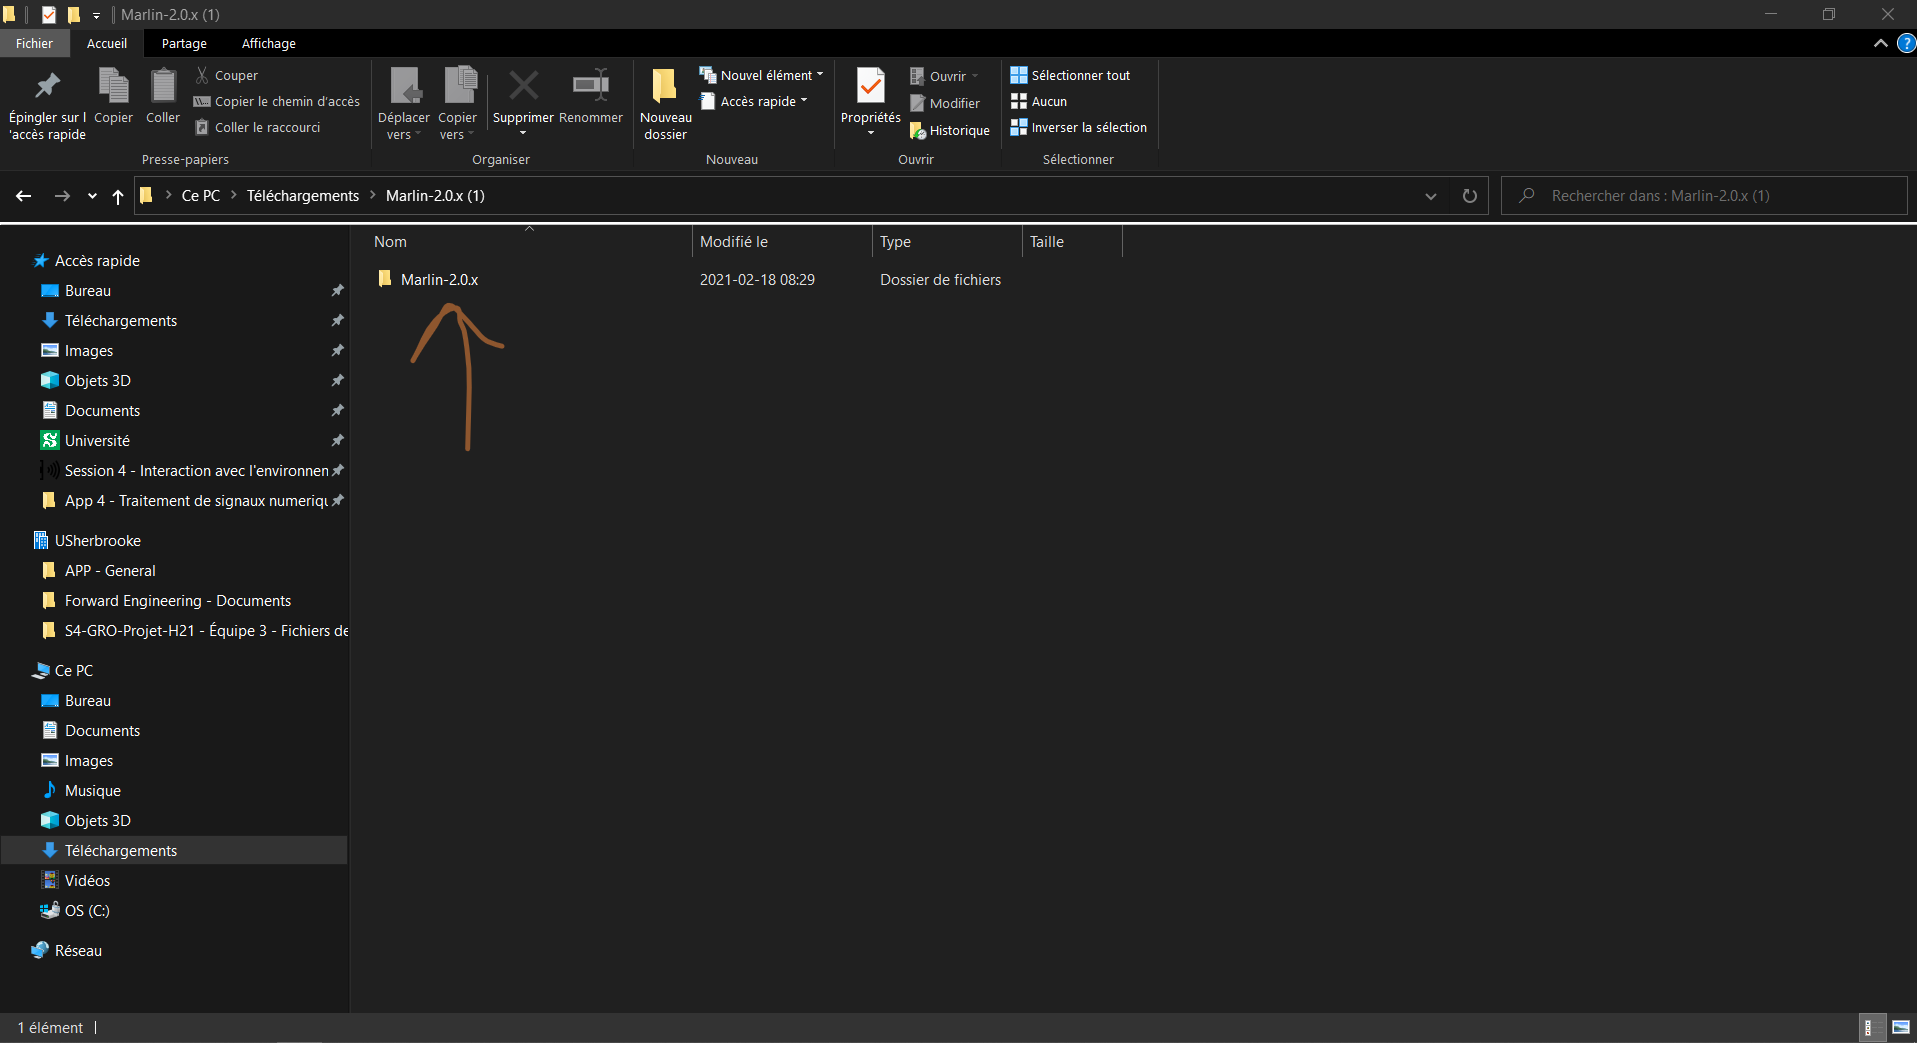 Marlin-2.0.x (1)
Fichier Accueil Partage Affichage
Épingler sur l
'accès rapide
Copier
Coller
Couper
Copier le chemin d'accès
Coller le raccourci
Presse-papiers
Déplacer
vers
Copier
vers
Supprimer
Renommer
Organiser
Nouveau
dossier
Nouvel élément
Accès rapide
Nouveau
Propriétés
Ouvrir
Modifier
Historique
Ouvrir
Sélectionner tout
Aucun
Inverser la sélection
Sélectionner
Ce PC > Téléchargements > Marlin-2.0.x (1)
Rechercher dans : Marlin-2.0.x (1)
Accès rapide
Bureau
Téléchargements
Images
Objets 3D
Documents
Université
Session 4 - Interaction avec l'environnen
App 4 - Traitement de signaux numeriqu
USherbrooke
APP - General
Forward Engineering - Documents
S4-GRO-Projet-H21 - Équipe 3 - Fichiers de
Ce PC
Bureau
Documents
Images
Musique
Objets 3D
Téléchargements
Vidéos
OS (C:)
Réseau
Nom Modifié le Type Taille
Marlin-2.0.x 2021-02-18 08:29 Dossier de fichiers
1 élément